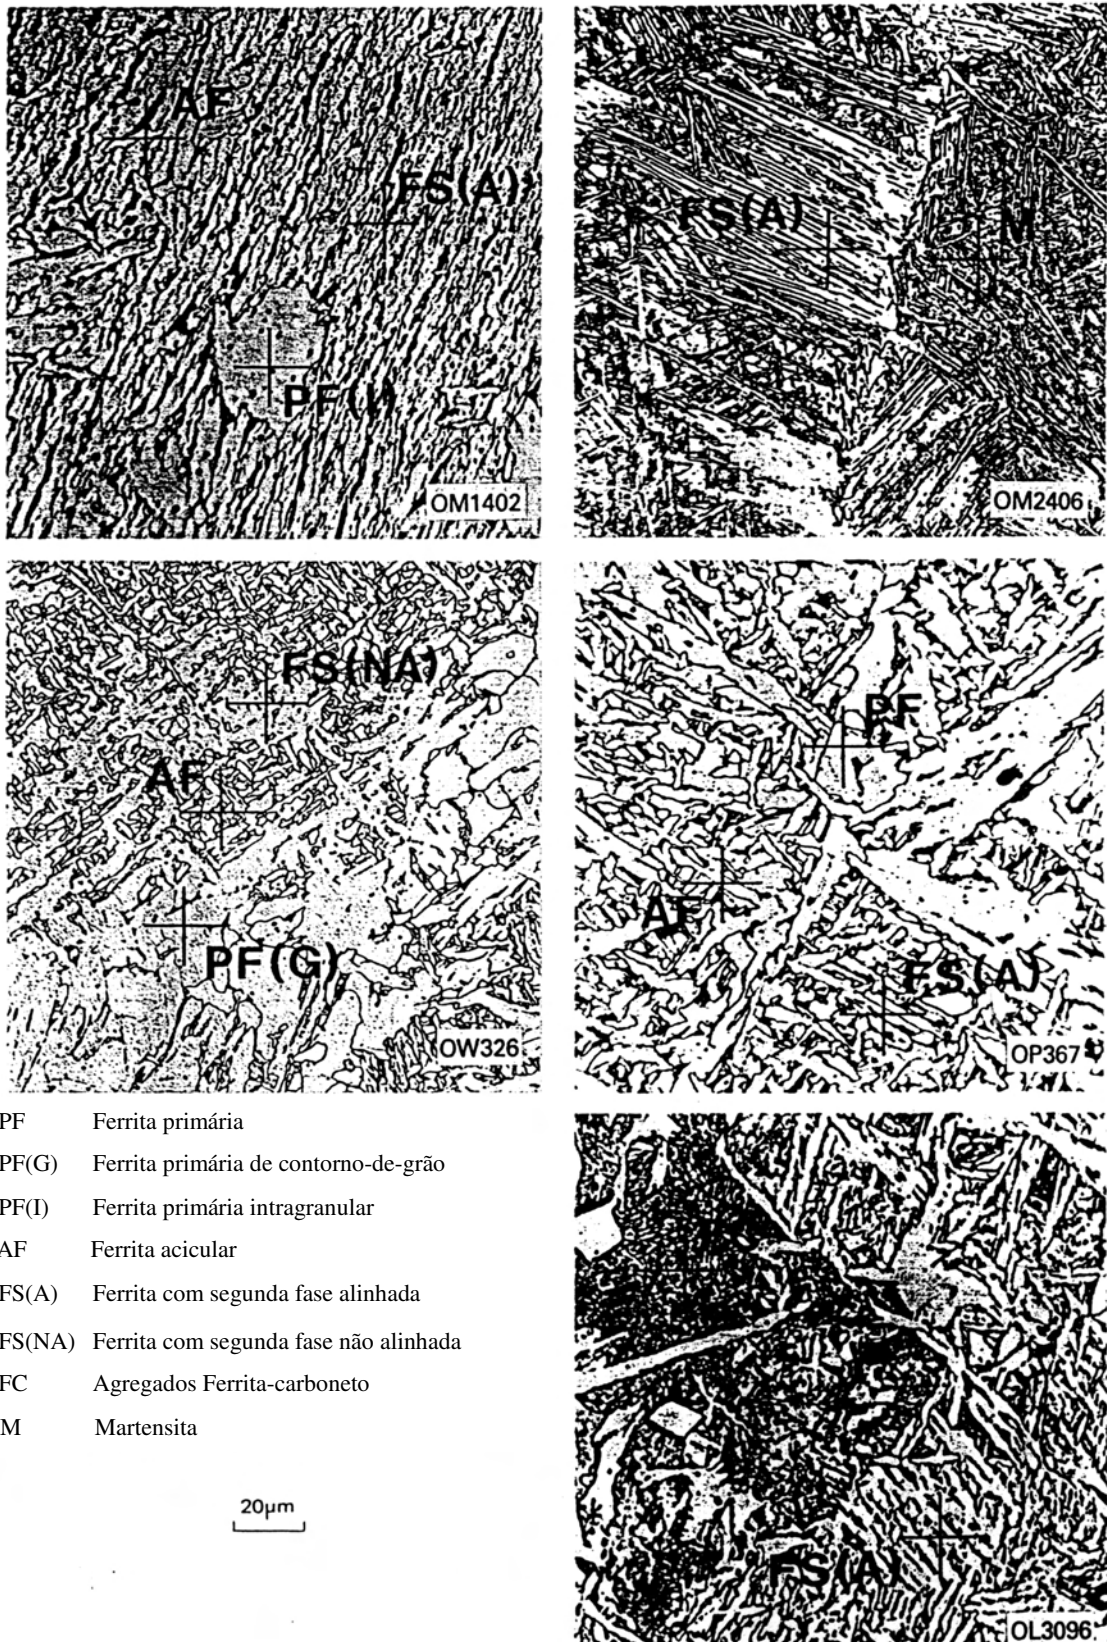 AF
FS(A)
PF(I)
OM1402
FS(A)
M
OM2406
FS(NA)
AF
PF(G)
OW326
PF
AF
FS(A)
OP367
PF Ferrita primária
PF(G) Ferrita primária de contorno-de-grão
PF(I) Ferrita primária intragranular
AF Ferrita acicular
FS(A) Ferrita com segunda fase alinhada
FS(NA) Ferrita com segunda fase não alinhada
FC Agregados Ferrita-carboneto
M Martensita
20µm
FS(A)
OL3096